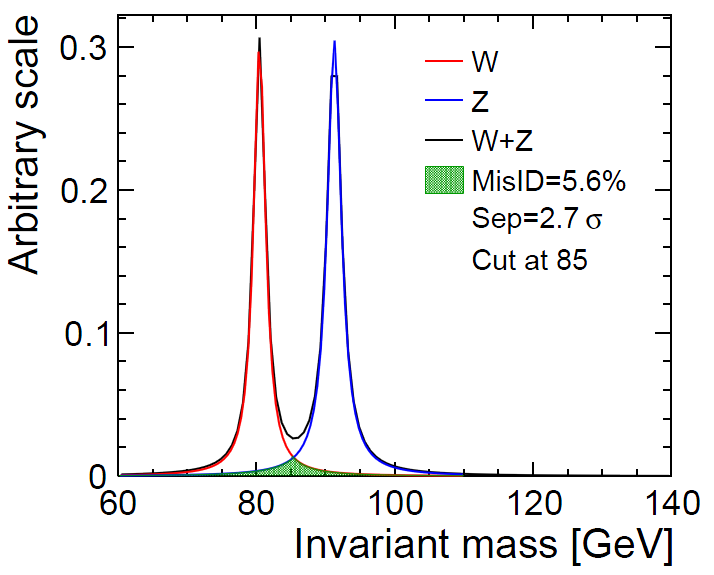 Arbitrary scale
0.3
0.2
0.1
0
W
Z
W+Z
MisID=5.6%
Sep=2.7 σ
Cut at 85
60 80 100 120 140
Invariant mass [GeV]